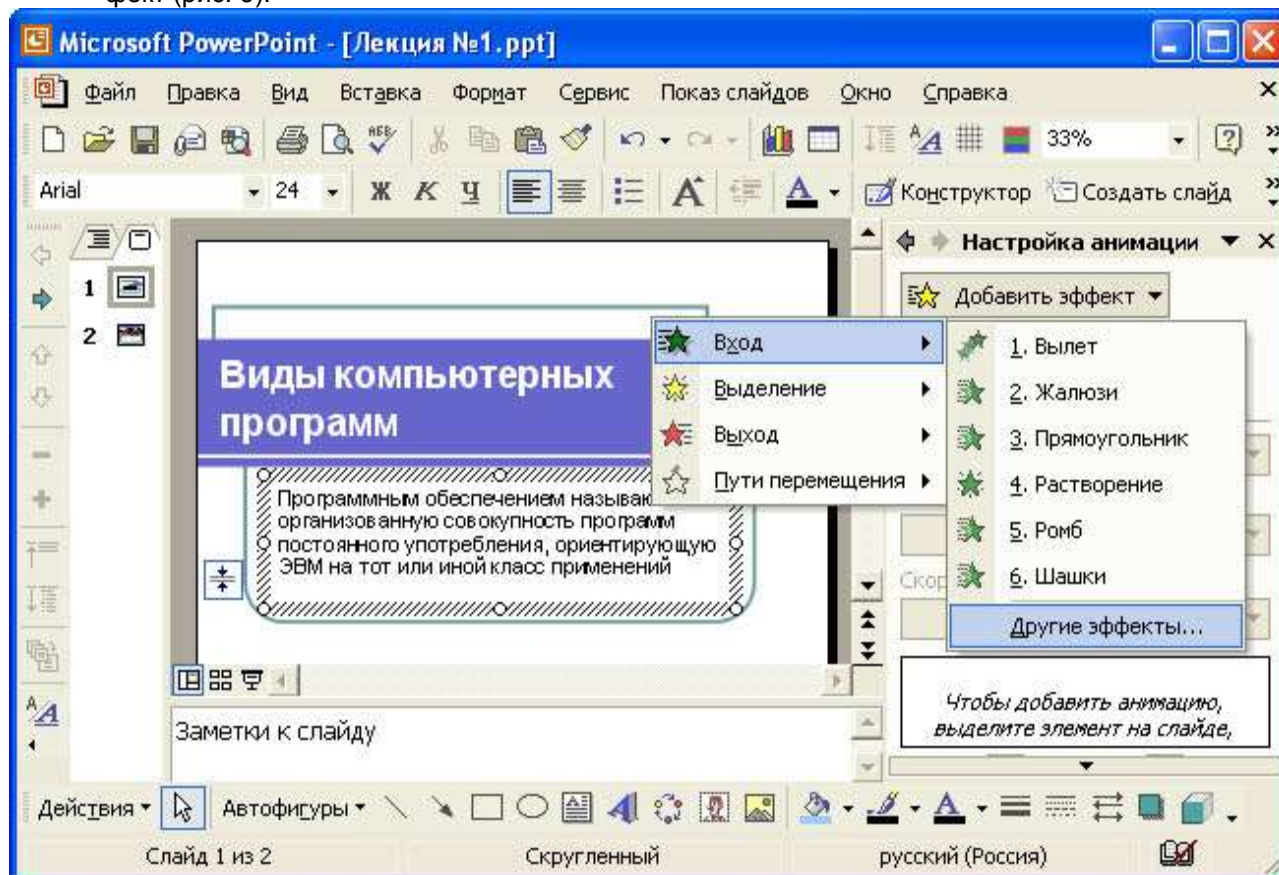 Microsoft PowerPoint - [Лекция №1.ppt]
Файл Правка Вид Вставка Формат Сервис Показ слайдов Окно Справка
33%
Arial 24 Ж К Ч Конструктор Создать слайд
Настройка анимации
1
2
Добавить эффект
Вход
Выделение
Выход
Пути перемещения
1. Вылет
2. Жалюзи
3. Прямоугольник
4. Растворение
5. Ромб
6. Шашки
Другие эффекты...
Виды компьютерных
программ
Программным обеспечением
организованную совокупность программ
постоянного употребления, ориентирующую
ЭВМ на тот или иной класс применений
Чтобы добавить анимацию,
выделите элемент на слайде,
Заметки к слайду
Действия Автофигуры
Слайд 1 из 2 Скругленный русский (Россия)